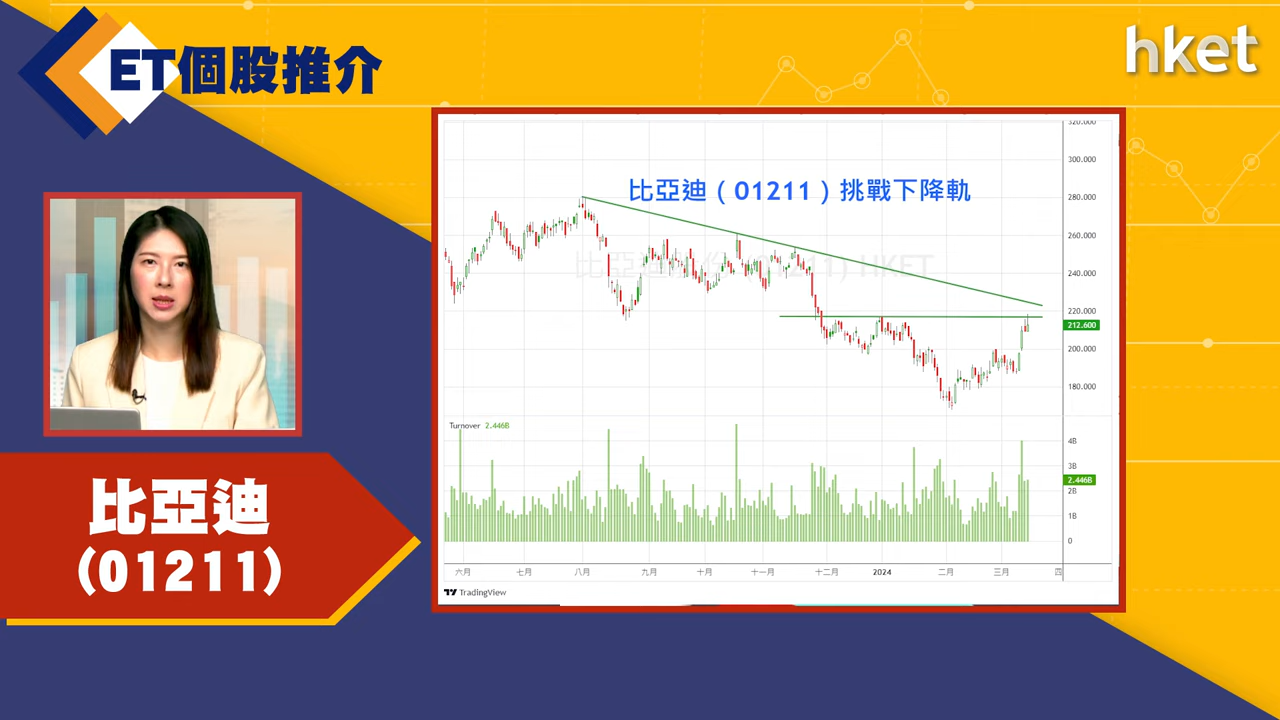 ET個股推介
hket
比亞迪（01211）挑戰下降軌
320.000
300.000
280.000
260.000
240.000
220.000
212.600
200.000
180.000
Turnover 2.446B
4B
3B
2.446B
2B
1B
0
六月 七月 八月 九月 十月 十一月 十二月 2024 二月 三月 四
TradingView
比亞迪
(01211)